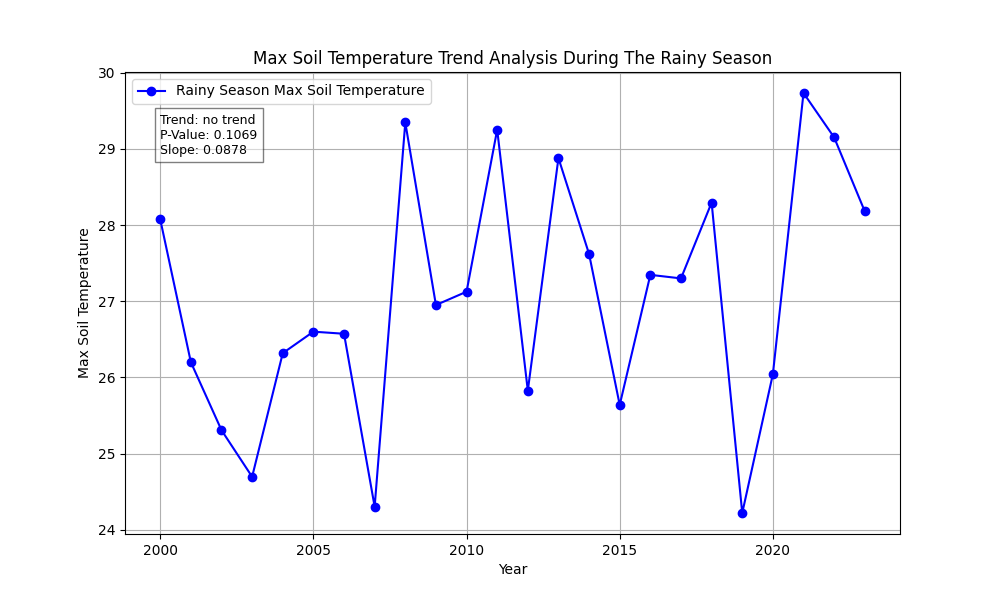 Max Soil Temperature Trend Analysis During The Rainy Season
Rainy Season Max Soil Temperature
Trend: no trend
P-Value: 0.1069
Slope: 0.0878
Max Soil Temperature
30
29
28
27
26
25
24
2000
2005
2010
2015
2020
Year